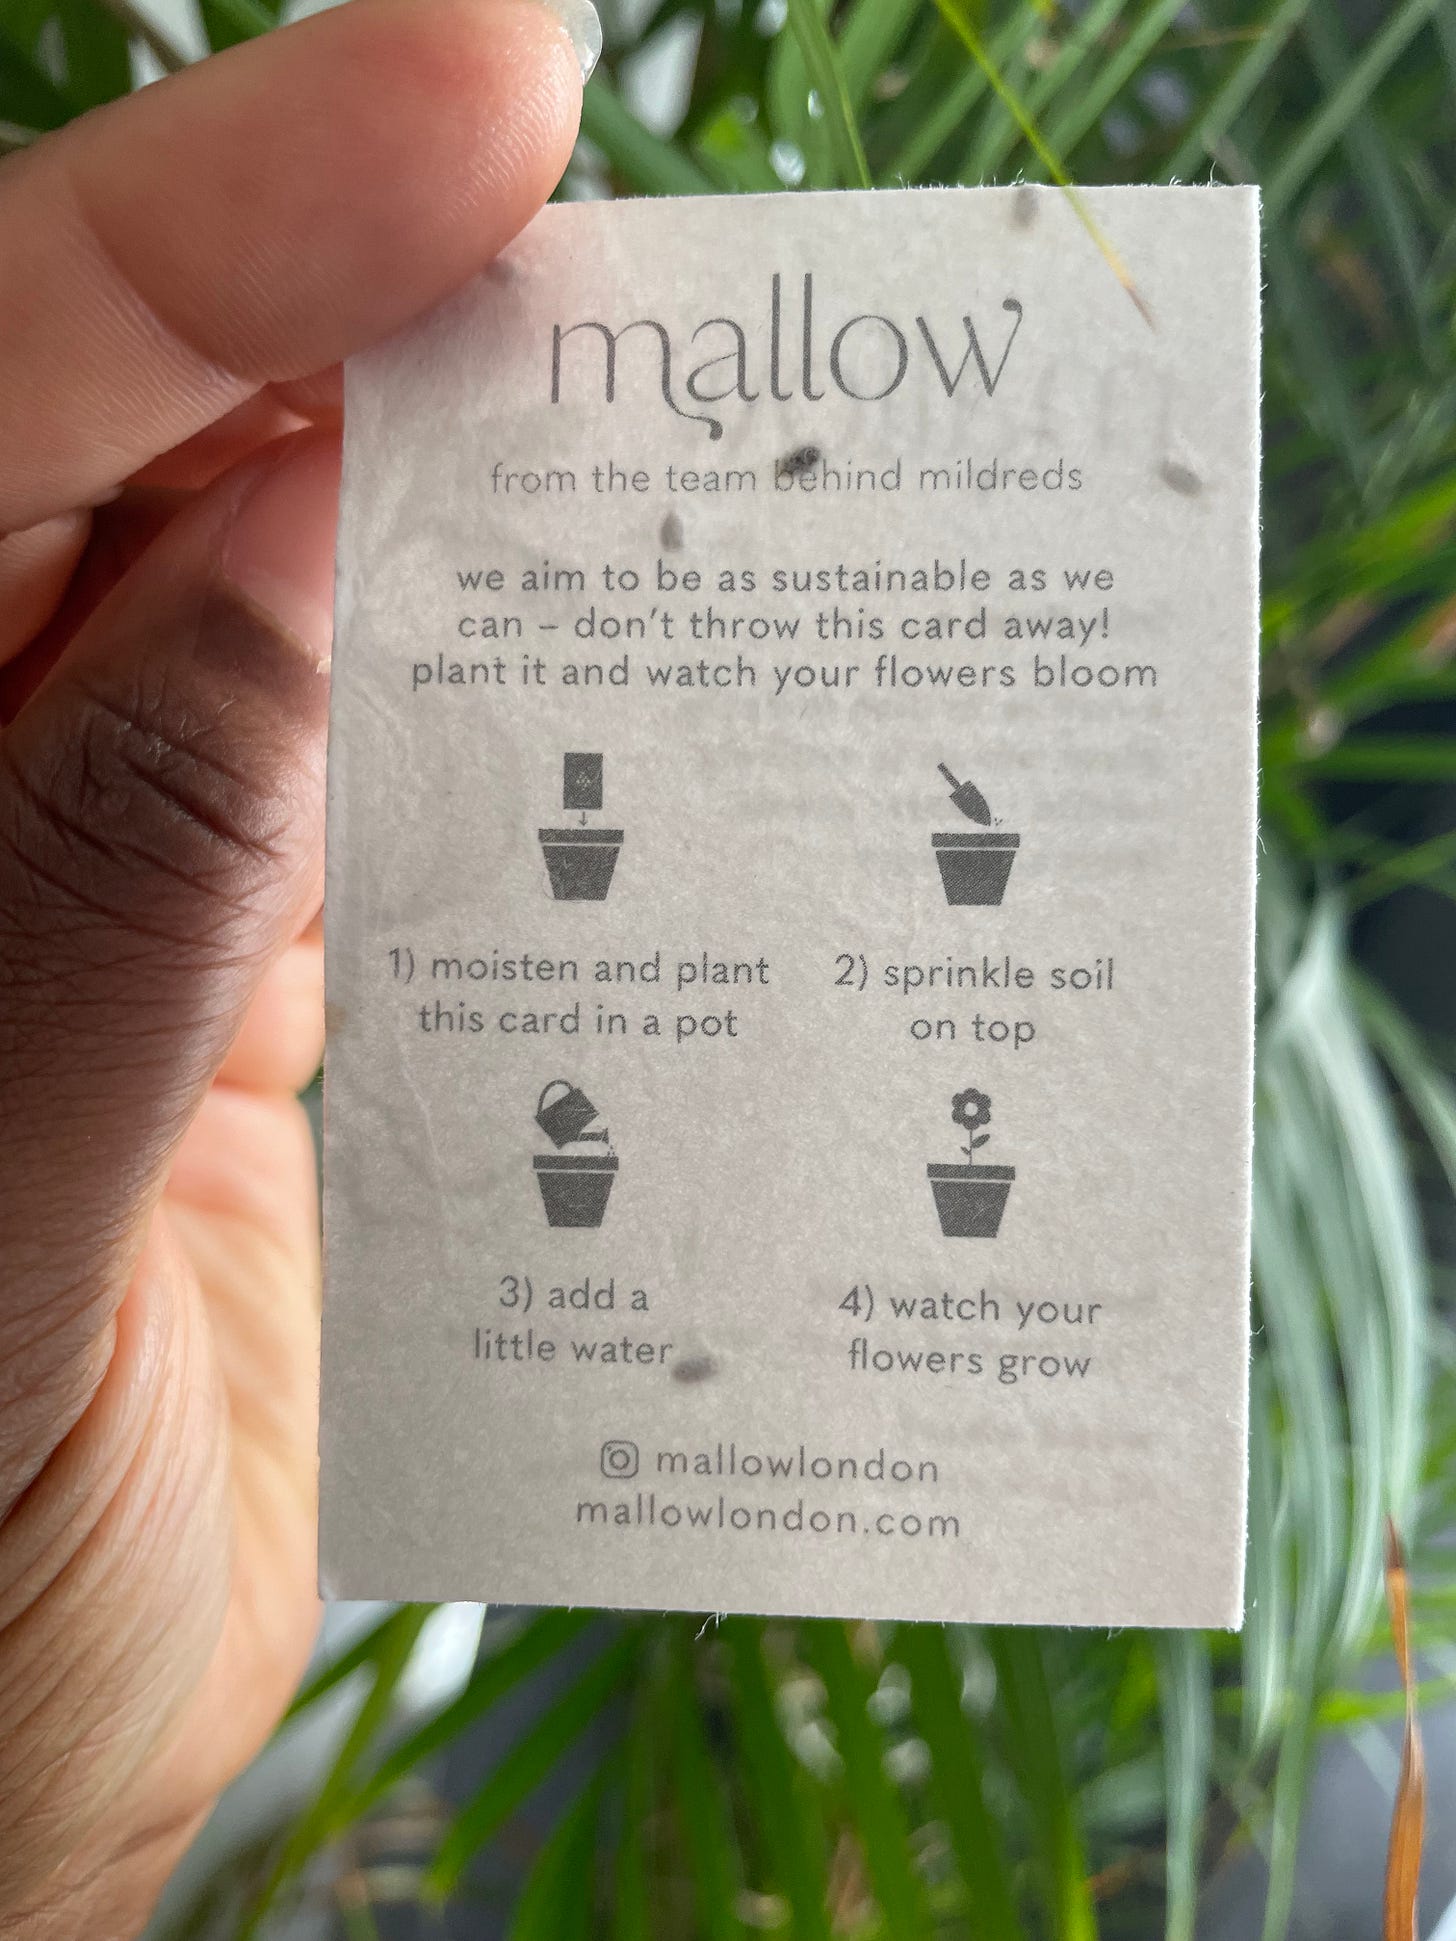 mallow
from the team behind mildreds
we aim to be as sustainable as we
can – don't throw this card away!
plant it and watch your flowers bloom
1) moisten and plant
this card in a pot
2) sprinkle soil
on top
3) add a
little water
4) watch your
flowers grow
mallowlondon
mallowlondon.com